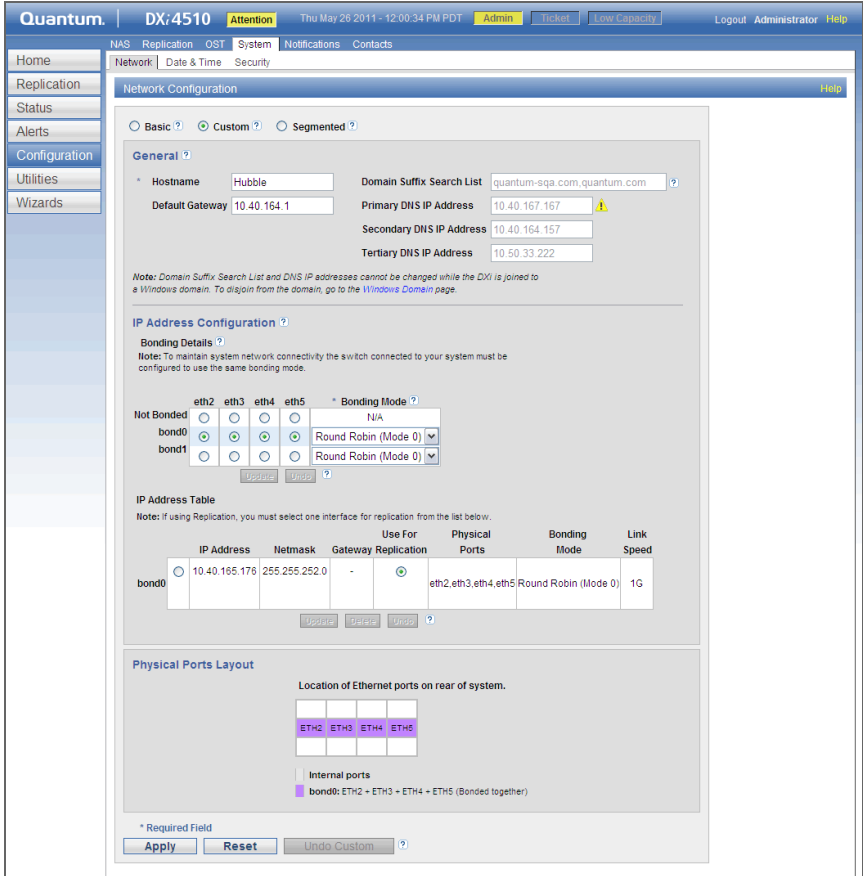 Quantum. DXi4510 Attention Thu May 26 2011 - 12:00:34 PM PDT Admin Ticket Low Capacity Logout Administrator Help
NAS Replication OST System Notifications Contacts
Network Date & Time Security
Home
Replication
Status
Alerts
Configuration
Utilities
Wizards
Network Configuration Help
Basic ? Custom ? Segmented ?
General ?
* Hostname Hubble Domain Suffix Search List quantum-sqa.com,quantum.com ?
Default Gateway 10.40.164.1 Primary DNS IP Address 10.40.167.167
Secondary DNS IP Address 10.40.164.157
Tertiary DNS IP Address 10.50.33.222
Note: Domain Suffix Search List and DNS IP addresses cannot be changed while the DXi is joined to
a Windows domain. To disjoin from the domain, go to the Windows Domain page.
IP Address Configuration ?
Bonding Details ?
Note: To maintain system network connectivity the switch connected to your system must be
configured to use the same bonding mode.
eth2 eth3 eth4 eth5 * Bonding Mode ?
Not Bonded N/A
bond0 Round Robin (Mode 0)
bond1 Round Robin (Mode 0)
Update Undo ?
IP Address Table
Note: If using Replication, you must select one interface for replication from the list below.
Use For Physical Bonding Link
IP Address Netmask Gateway Replication Ports Mode Speed
bond0 10.40.165.176 255.255.252.0 - eth2,eth3,eth4,eth5 Round Robin (Mode 0) 1G
Update Delete Undo ?
Physical Ports Layout
Location of Ethernet ports on rear of system.
ETH2 ETH3 ETH4 ETH5
Internal ports
bond0: ETH2 + ETH3 + ETH4 + ETH5 (Bonded together)
* Required Field
Apply Reset Undo Custom ?